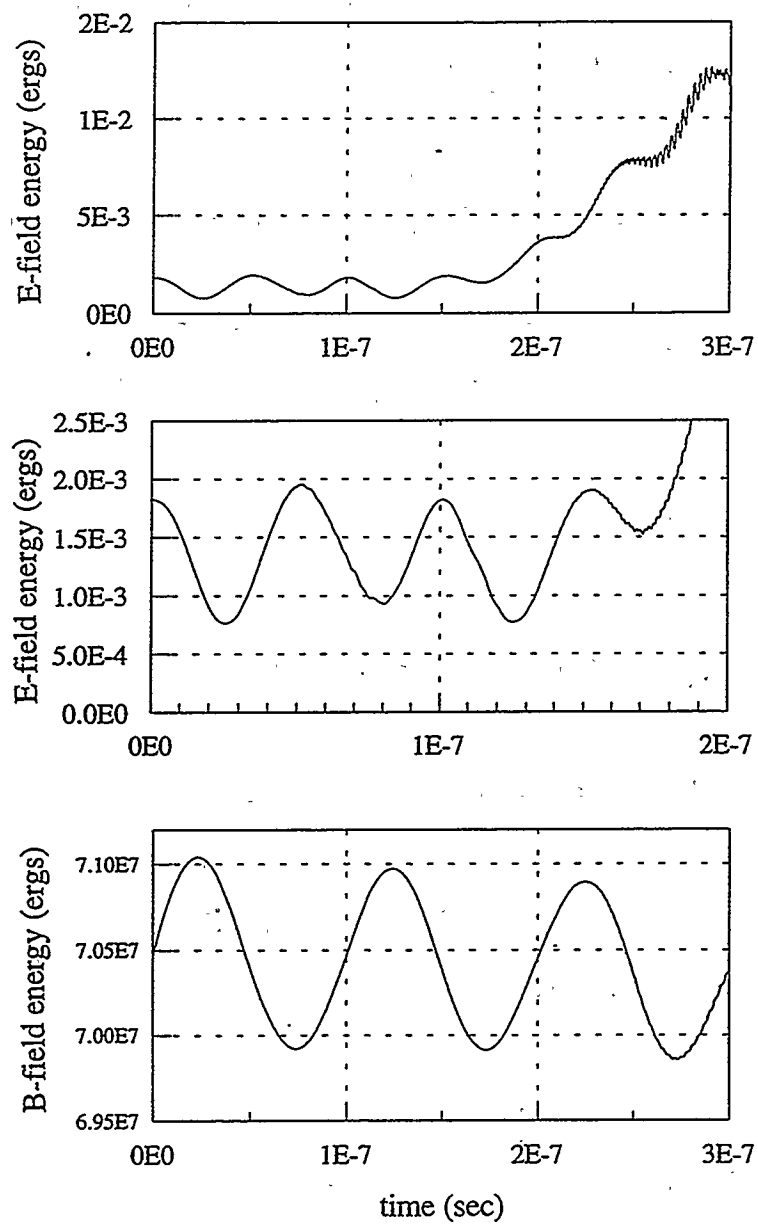 E-field energy (ergs)
2E-2
1E-2
5E-3
0E0
0E0 1E-7 2E-7 3E-7
E-field energy (ergs)
2.5E-3
2.0E-3
1.5E-3
1.0E-3
5.0E-4
0.0E0
0E0 1E-7 2E-7
B-field energy (ergs)
7.10E7
7.05E7
7.00E7
6.95E7
0E0 1E-7 2E-7 3E-7
time (sec)